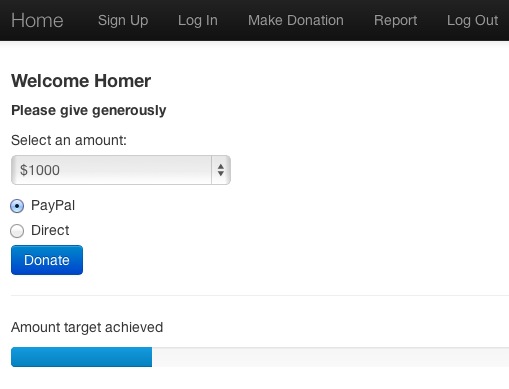 Home Sign Up Log In Make Donation Report Log Out
Welcome Homer
Please give generously
Select an amount:
$1000
PayPal
Direct
Donate
Amount target achieved